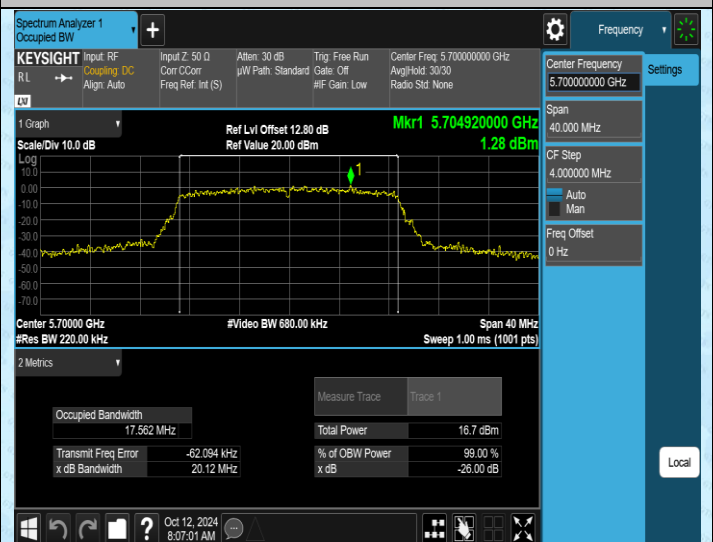 Spectrum Analyzer 1
Occupied BW
Frequency
KEYSIGHT
R L
LXI
Input: RF
Coupling: DC
Align: Auto
Input Z: 50 Ω
Corr CCorr
Freq Ref: Int (S)
Atten: 30 dB
µW Path: Standard
Trig: Free Run
Gate: Off
#IF Gain: Low
Center Freq: 5.700000000 GHz
Avg|Hold: 30/30
Radio Std: None
Center Frequency
5.700000000 GHz
Settings
Span
40.000 MHz
CF Step
4.000000 MHz
Auto
Man
Freq Offset
0 Hz
1 Graph
Scale/Div 10.0 dB
Ref Lvl Offset 12.80 dB
Ref Value 20.00 dBm
Mkr1 5.704920000 GHz
1.28 dBm
Log
10.0
0.00
-10.0
-20.0
-30.0
-40.0
-50.0
-60.0
-70.0
1
Center 5.70000 GHz
#Res BW 220.00 kHz
#Video BW 680.00 kHz
Span 40 MHz
Sweep 1.00 ms (1001 pts)
2 Metrics
Measure Trace Trace 1
Occupied Bandwidth
17.562 MHz
Total Power 16.7 dBm
Transmit Freq Error -62.094 kHz
% of OBW Power 99.00 %
x dB Bandwidth 20.12 MHz
x dB -26.00 dB
Local
Oct 12, 2024
8:07:01 AM